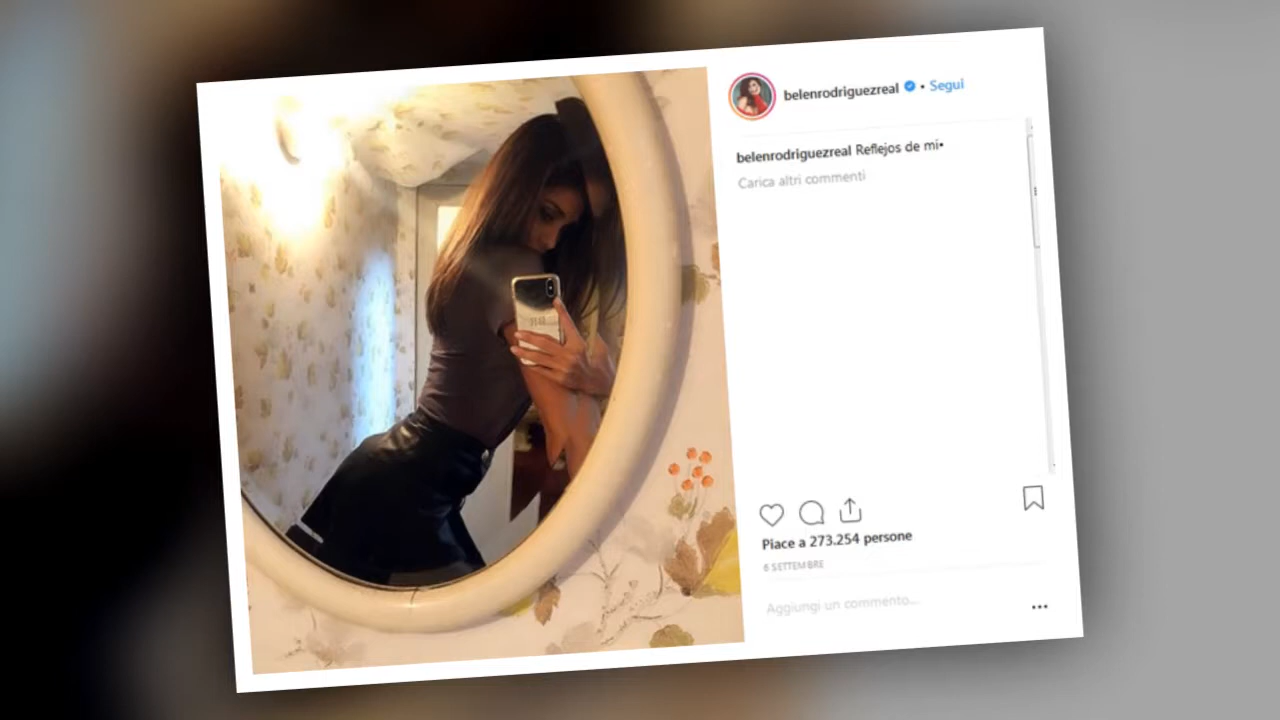 belenrodriguezreal • Segui
belenrodriguezreal Reflejos de mi•
Carica altri commenti
Piace a 273.254 persone
6 SETTEMBRE
Aggiungi un commento...